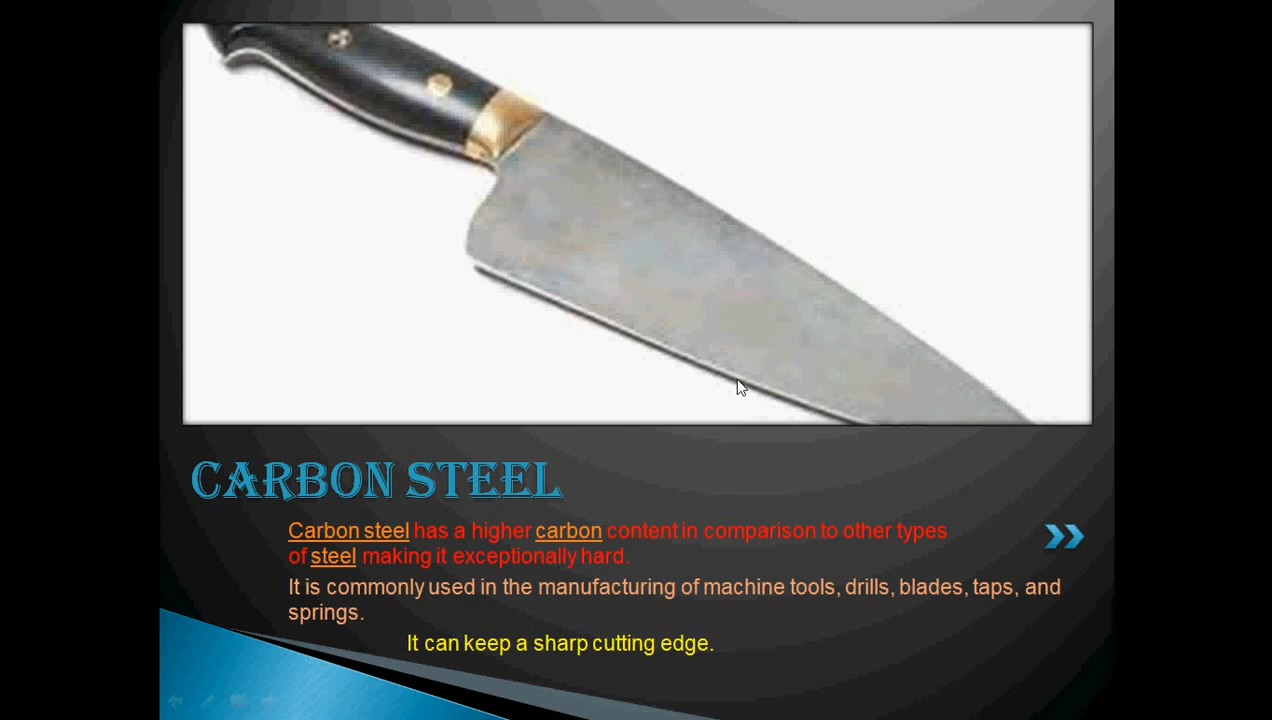 CARBON STEEL
Carbon steel has a higher carbon content in comparison to other types
of steel making it exceptionally hard.
It is commonly used in the manufacturing of machine tools, drills, blades, taps, and
springs.
It can keep a sharp cutting edge.